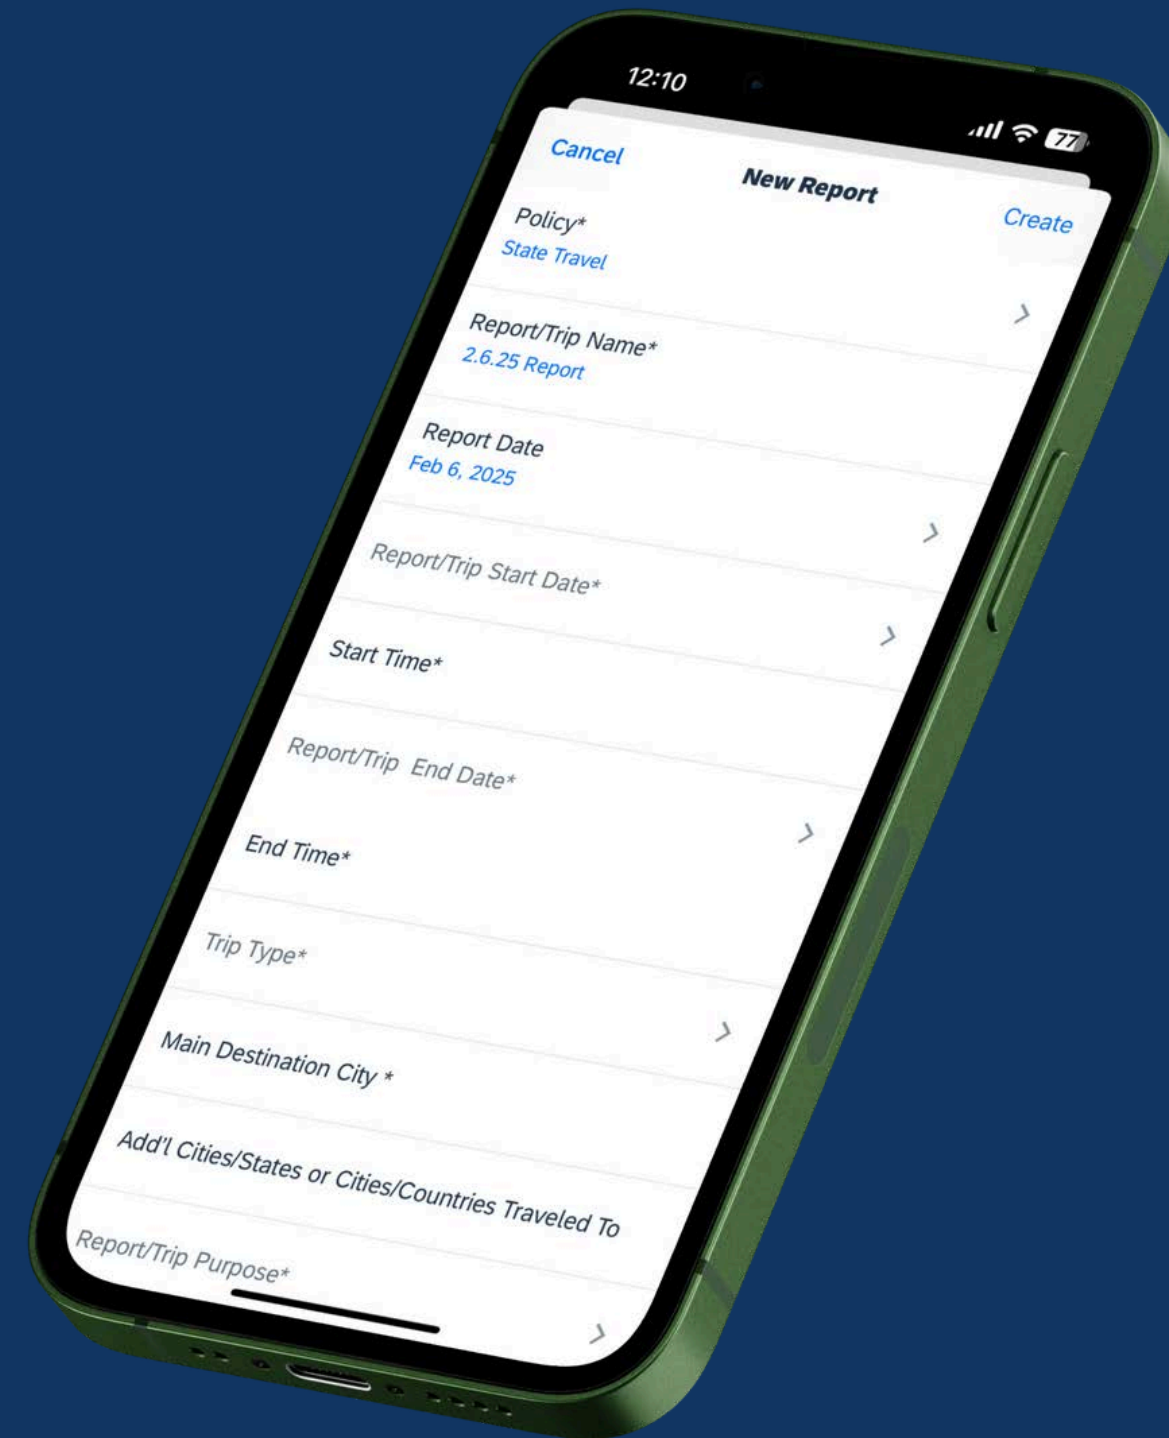 12:10
77
Cancel
New Report
Create
Policy*
State Travel
Report/Trip Name*
2.6.25 Report
Report Date
Feb 6, 2025
Report/Trip Start Date*
Start Time*
Report/Trip End Date*
End Time*
Trip Type*
Main Destination City *
Add'l Cities/States or Cities/Countries Traveled To
Report/Trip Purpose*